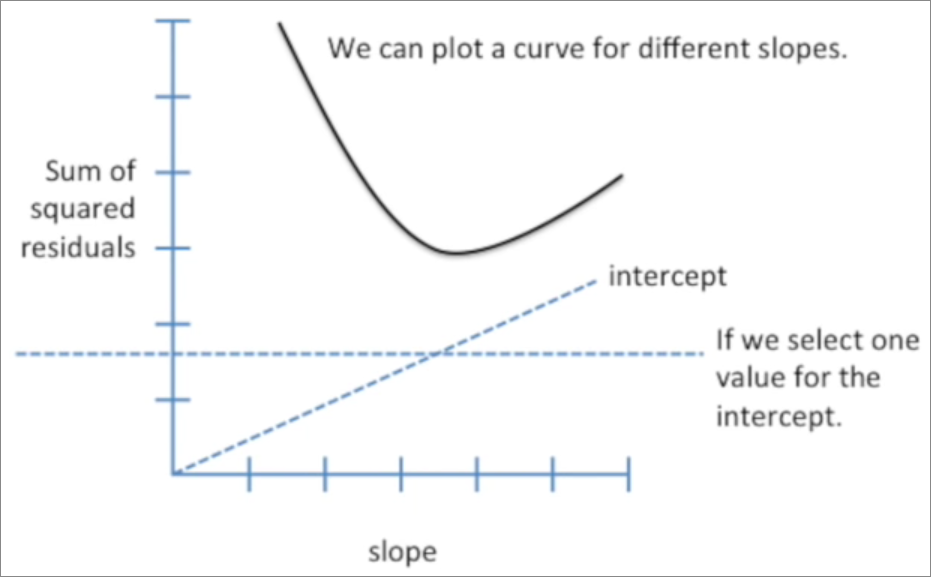 We can plot a curve for different slopes.
Sum of
squared
residuals
intercept
If we select one
value for the
intercept.
slope